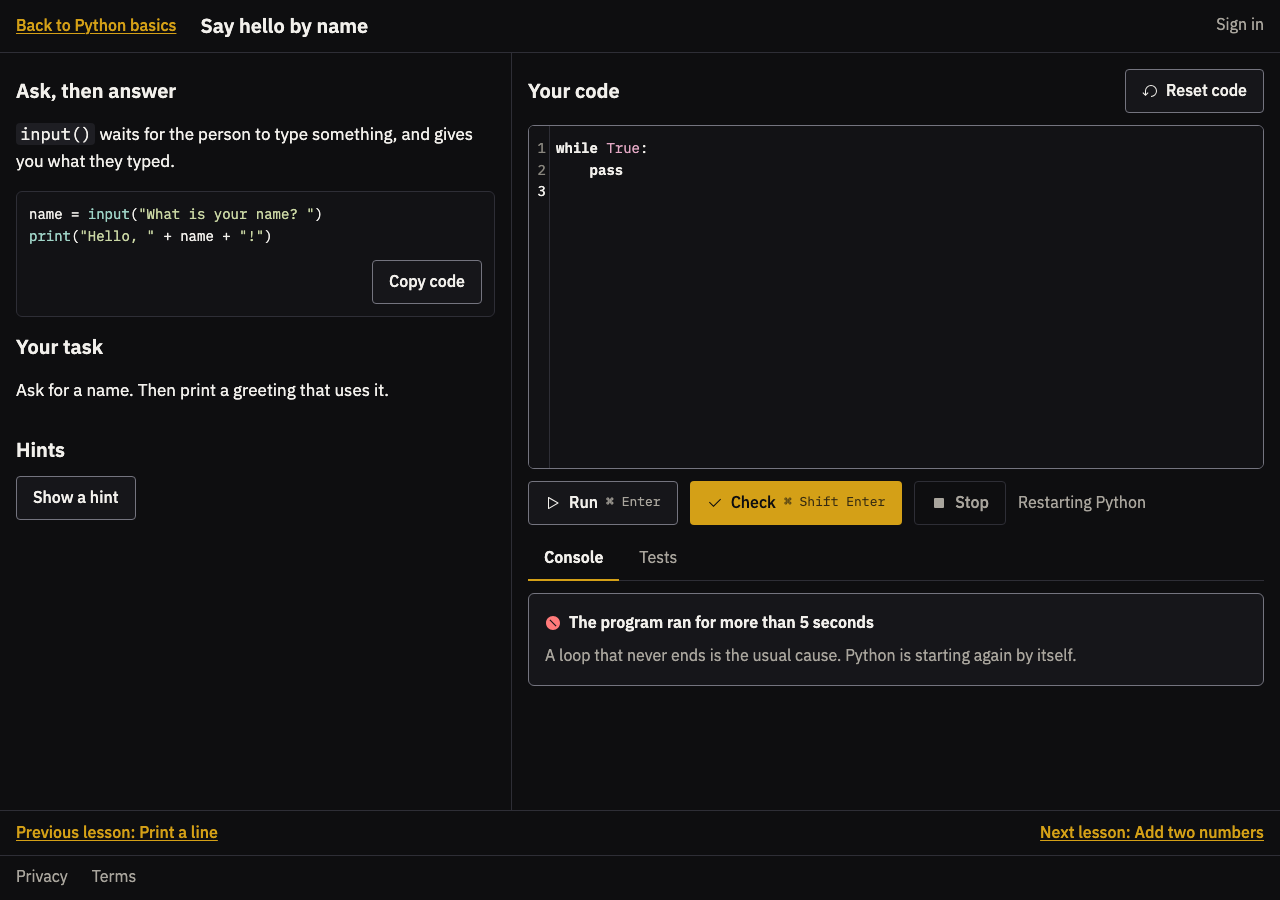 Back to Python basics
Say hello by name
Sign in
Ask, then answer
input() waits for the person to type something, and gives
you what they typed.
name = input("What is your name? ")
print("Hello, " + name + "!")
Copy code
Your task
Ask for a name. Then print a greeting that uses it.
Hints
Show a hint
Your code
Reset code
1 while True:
2     pass
3
Run ⌘ Enter
Check ⌘ Shift Enter
Stop
Restarting Python
Console
Tests
The program ran for more than 5 seconds
A loop that never ends is the usual cause. Python is starting again by itself.
Previous lesson: Print a line
Next lesson: Add two numbers
Privacy
Terms